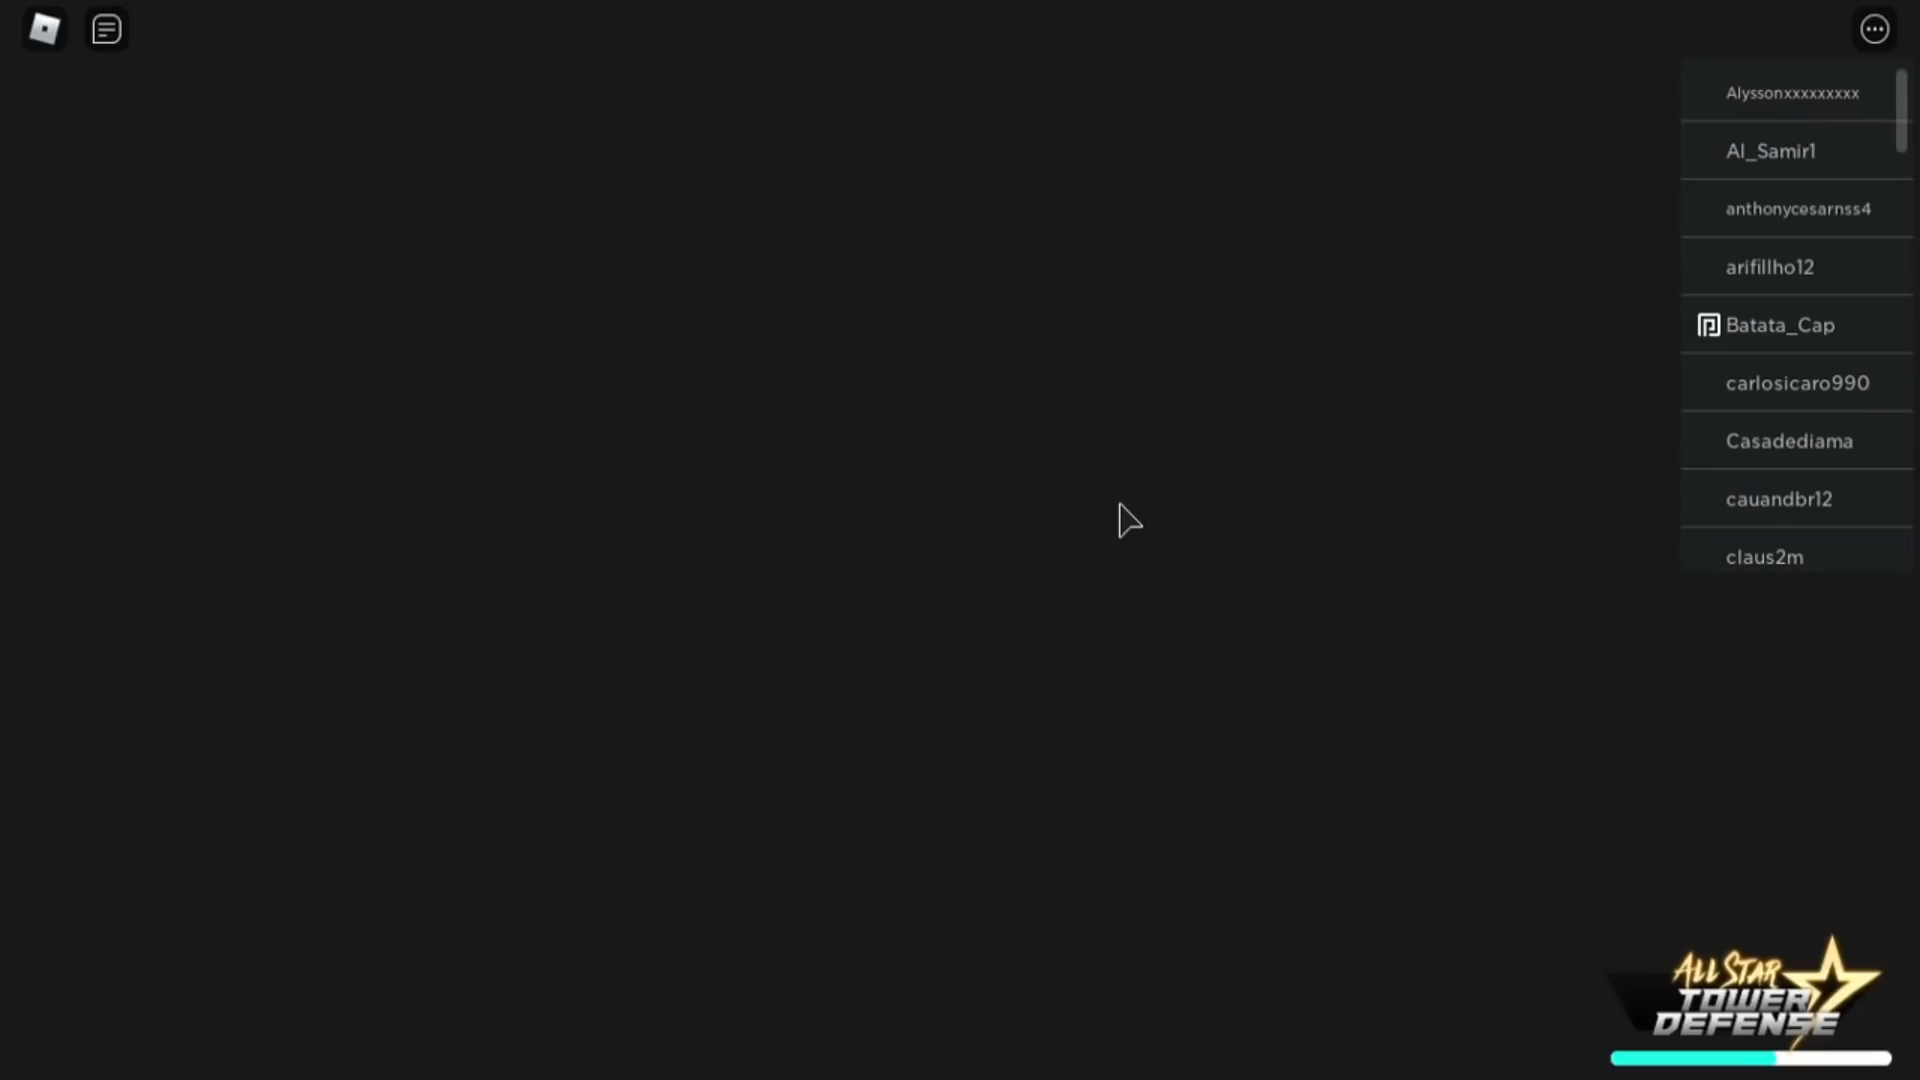 Alyssonxxxxxxxxx
Al_Samir1
anthonycesarnss4
arifillho12
Batata_Cap
carlosicaro990
Casadediama
cauandbr12
claus2m
ALL STAR
TOWER
DEFENSE